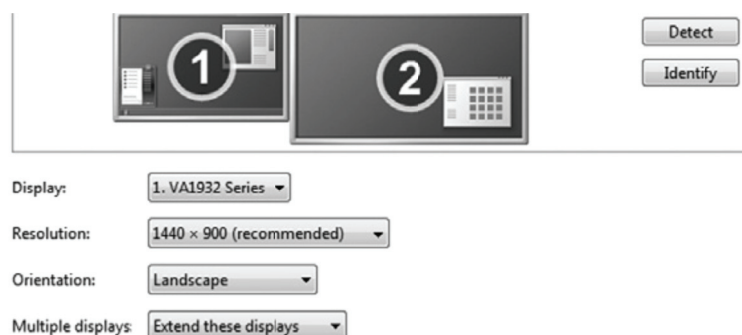 1
2
Detect
Identify
Display: 1. VA1932 Series
Resolution: 1440 × 900 (recommended)
Orientation: Landscape
Multiple displays: Extend these displays